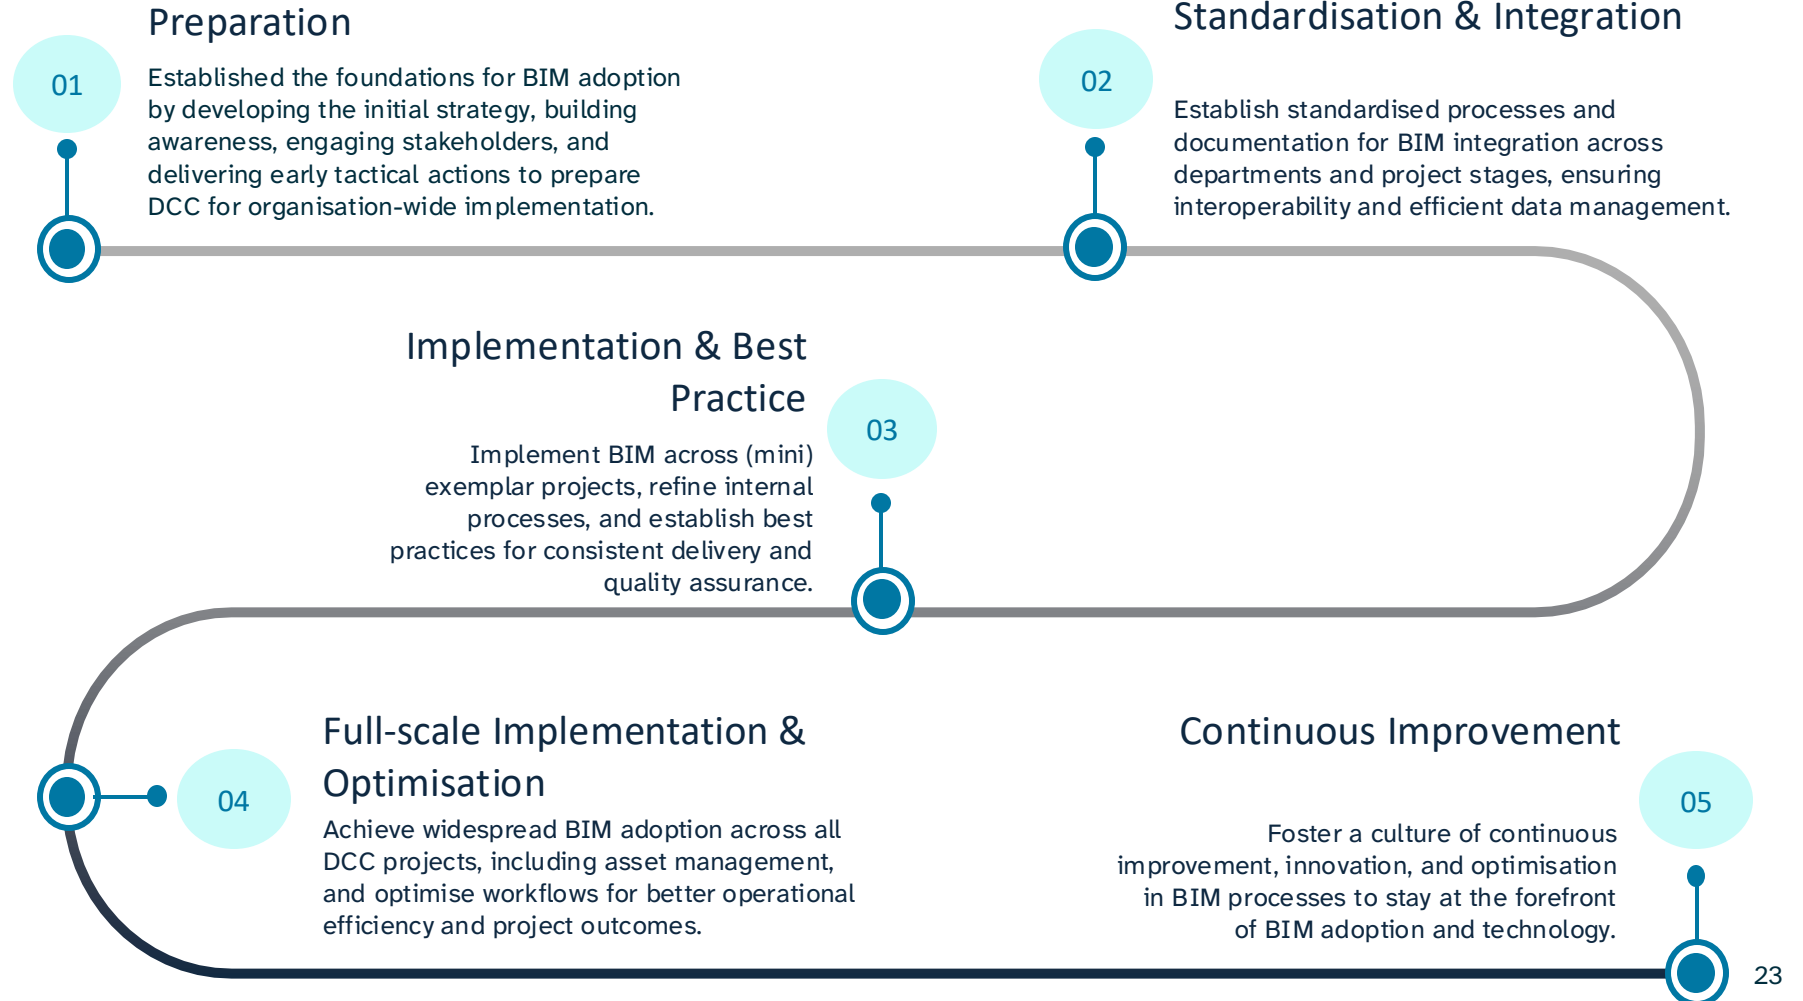 Preparation
01
Established the foundations for BIM adoption
by developing the initial strategy, building
awareness, engaging stakeholders, and
delivering early tactical actions to prepare
DCC for organisation-wide implementation.
Standardisation & Integration
02
Establish standardised processes and
documentation for BIM integration across
departments and project stages, ensuring
interoperability and efficient data management.
Implementation & Best
Practice
03
Implement BIM across (mini)
exemplar projects, refine internal
processes, and establish best
practices for consistent delivery and
quality assurance.
Full-scale Implementation &
Optimisation
04
Achieve widespread BIM adoption across all
DCC projects, including asset management,
and optimise workflows for better operational
efficiency and project outcomes.
Continuous Improvement
05
Foster a culture of continuous
improvement, innovation, and optimisation
in BIM processes to stay at the forefront
of BIM adoption and technology.
23